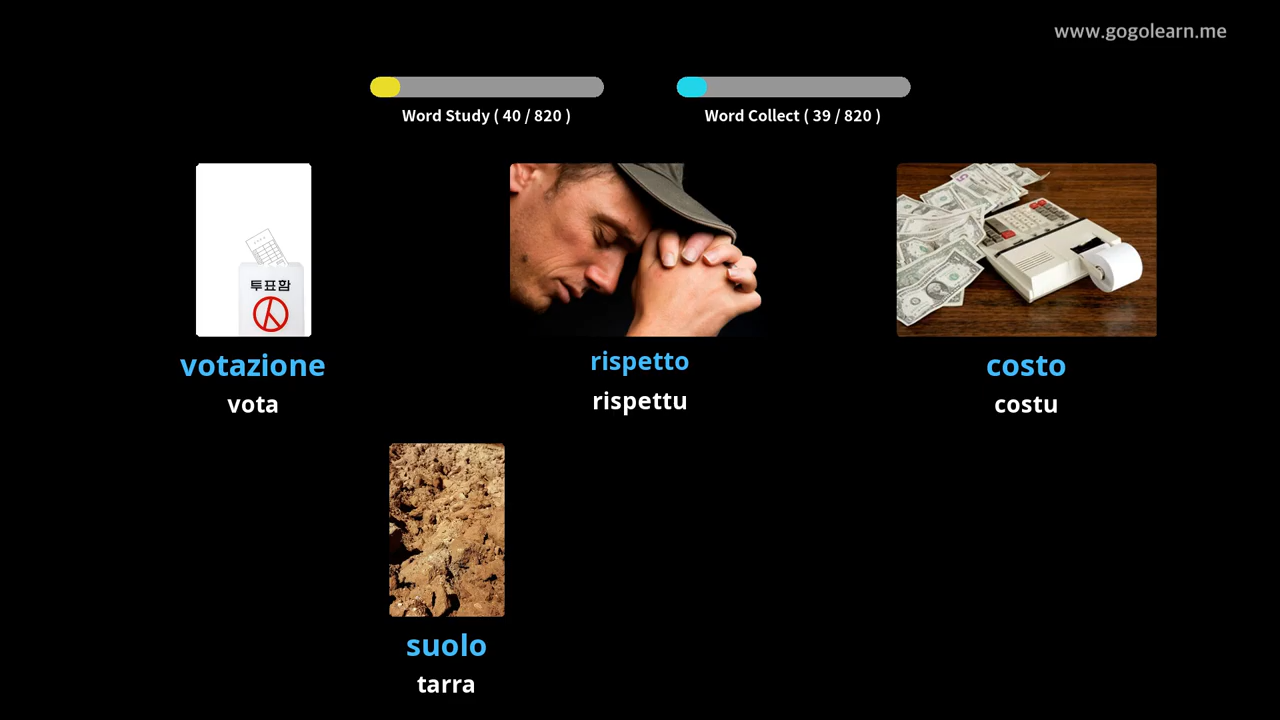 www.gogolearn.me
Word Study ( 40 / 820 )
Word Collect ( 39 / 820 )
투표함
votazione
vota
rispetto
rispettu
costo
costu
suolo
tarra